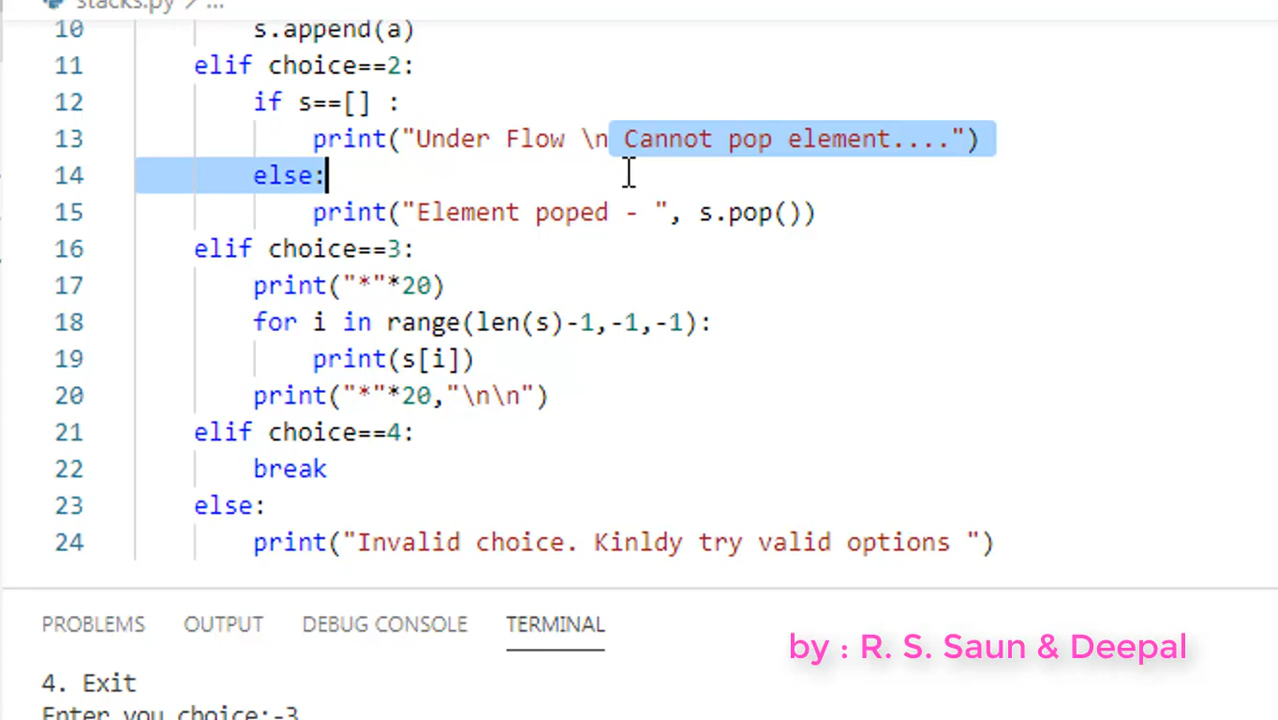 stacks.py > ...
10 s.append(a)
11 elif choice==2:
12 if s==[] :
13 print("Under Flow \n Cannot pop element....")
14 else:
15 print("Element poped - ", s.pop())
16 elif choice==3:
17 print("*"*20)
18 for i in range(len(s)-1,-1,-1):
19 print(s[i])
20 print("*"*20,"\n\n")
21 elif choice==4:
22 break
23 else:
24 print("Invalid choice. Kinldy try valid options ")
PROBLEMS OUTPUT DEBUG CONSOLE TERMINAL
by : R. S. Saun & Deepal
4. Exit
Enter you choice:-3